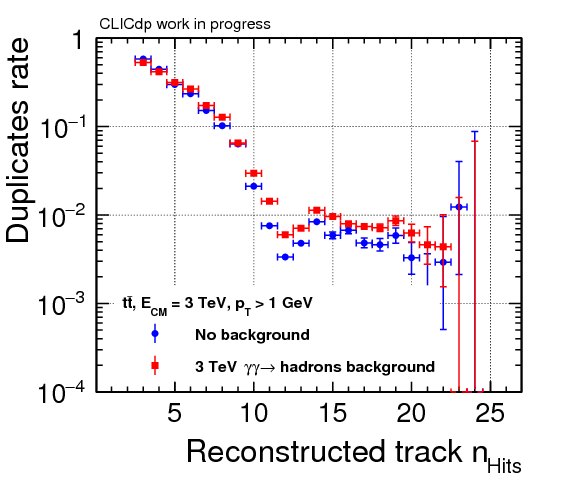 CLICdp work in progress
Duplicates rate
1
10⁻¹
10⁻²
10⁻³
10⁻⁴
tt̄, E_CM = 3 TeV, p_T > 1 GeV
No background
3 TeV γγ→ hadrons background
5 10 15 20 25
Reconstructed track n_Hits